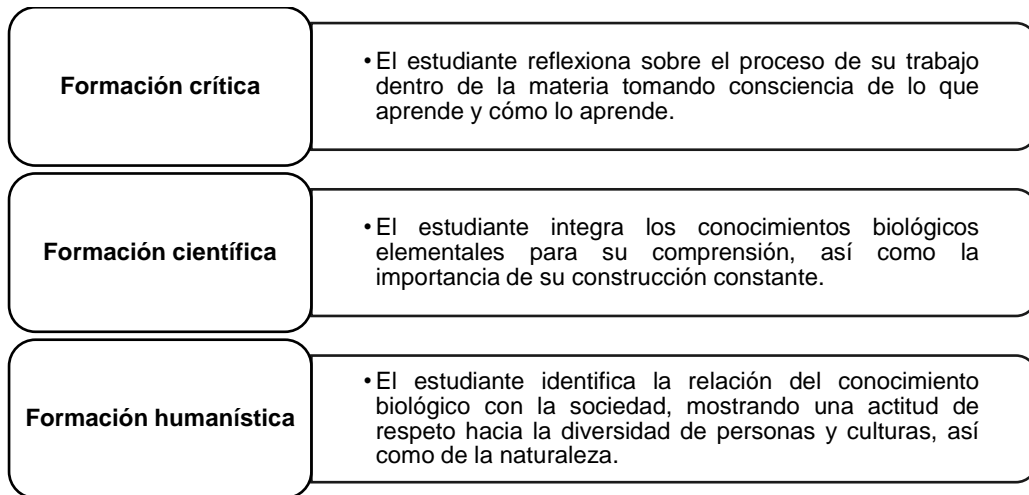 Formación crítica
• El estudiante reflexiona sobre el proceso de su trabajo
dentro de la materia tomando consciencia de lo que
aprende y cómo lo aprende.
Formación científica
• El estudiante integra los conocimientos biológicos
elementales para su comprensión, así como la
importancia de su construcción constante.
Formación humanística
• El estudiante identifica la relación del conocimiento
biológico con la sociedad, mostrando una actitud de
respeto hacia la diversidad de personas y culturas, así
como de la naturaleza.